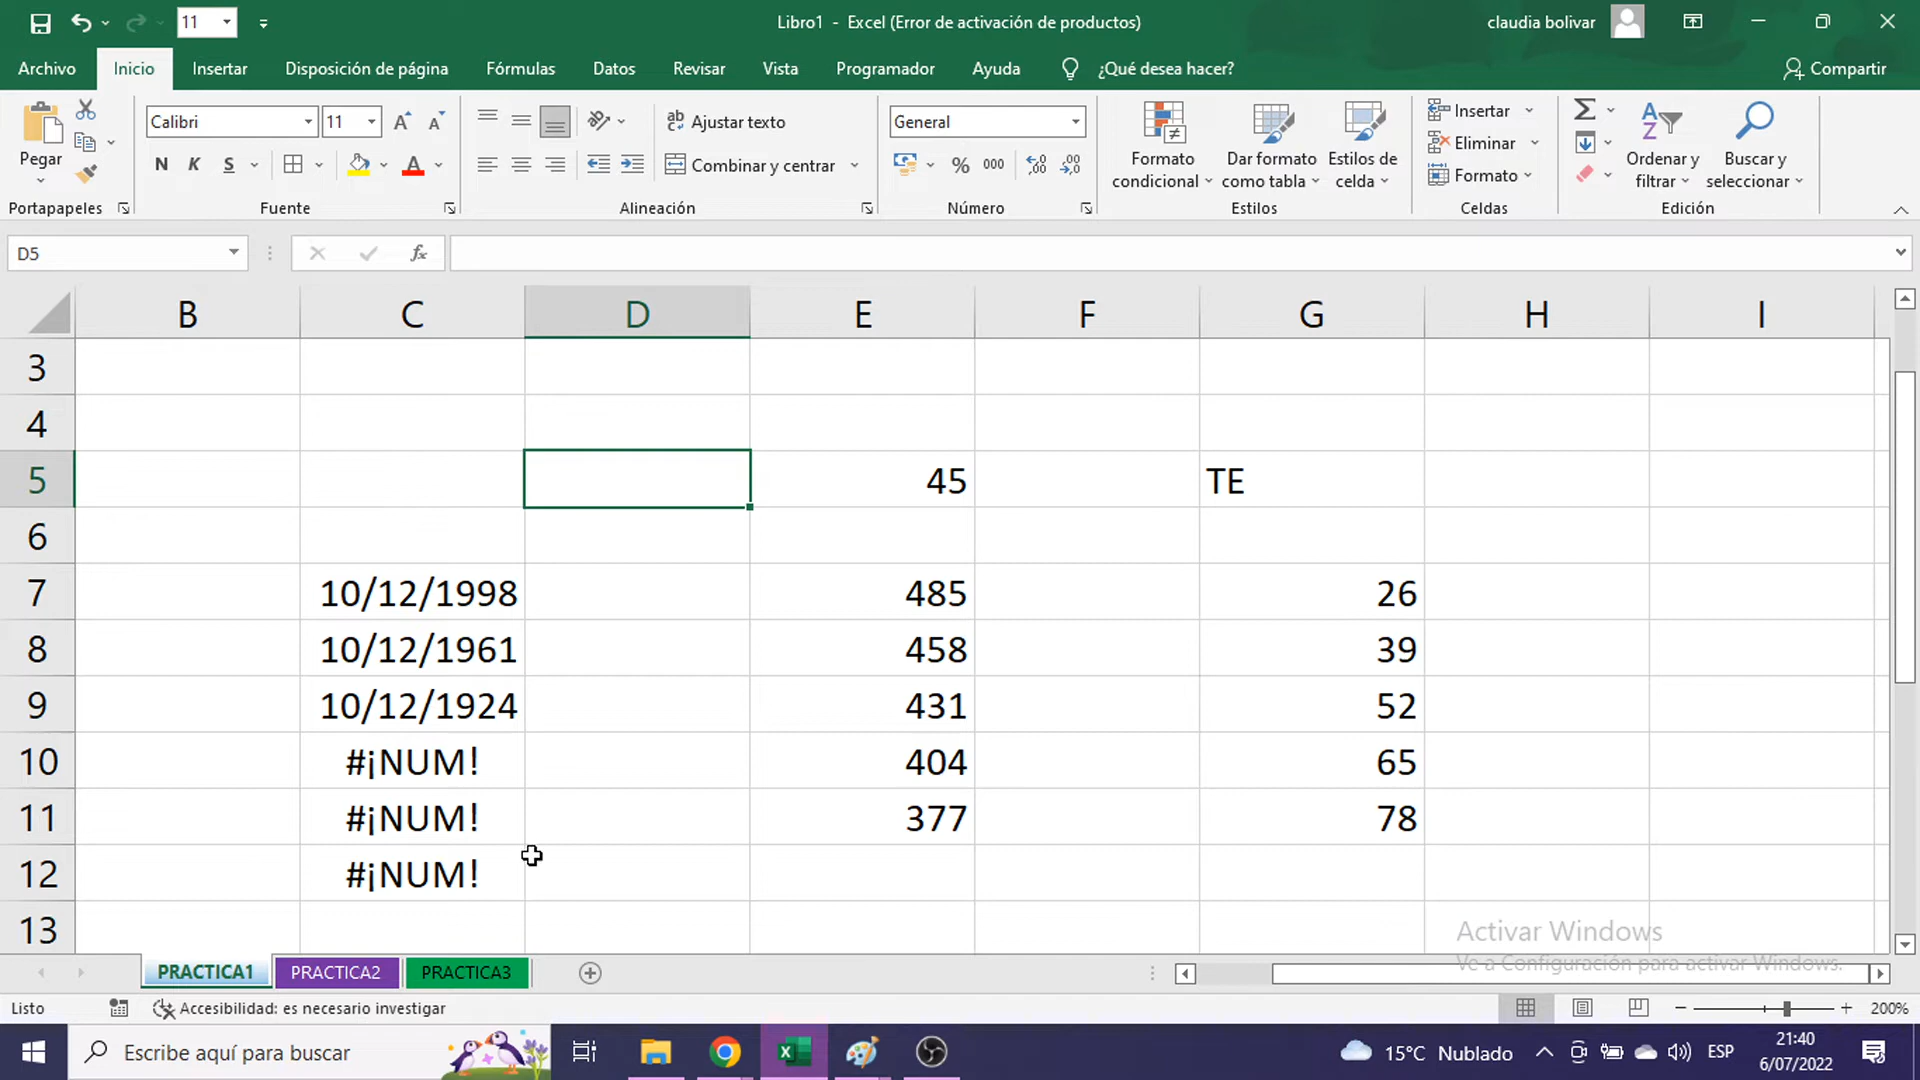 11
Libro1 - Excel (Error de activación de productos)
claudia bolivar
Archivo
Inicio
Insertar
Disposición de página
Fórmulas
Datos
Revisar
Vista
Programador
Ayuda
¿Qué desea hacer?
Compartir
Pegar
Portapapeles
Calibri
11
N K S
Fuente
Ajustar texto
Combinar y centrar
Alineación
General
% 000
Número
Formato condicional
Dar formato como tabla
Estilos de celda
Estilos
Insertar
Eliminar
Formato
Celdas
Ordenar y filtrar
Buscar y seleccionar
Edición
D5
fx
B C D E F G H I
3
4
5 45 TE
6
7 10/12/1998 485 26
8 10/12/1961 458 39
9 10/12/1924 431 52
10 #¡NUM! 404 65
11 #¡NUM! 377 78
12 #¡NUM!
13
Activar Windows
Ve a Configuración para activar Windows.
PRACTICA1 PRACTICA2 PRACTICA3
Listo
Accesibilidad: es necesario investigar
200%
Escribe aquí para buscar
15°C Nublado
ESP
21:40
6/07/2022